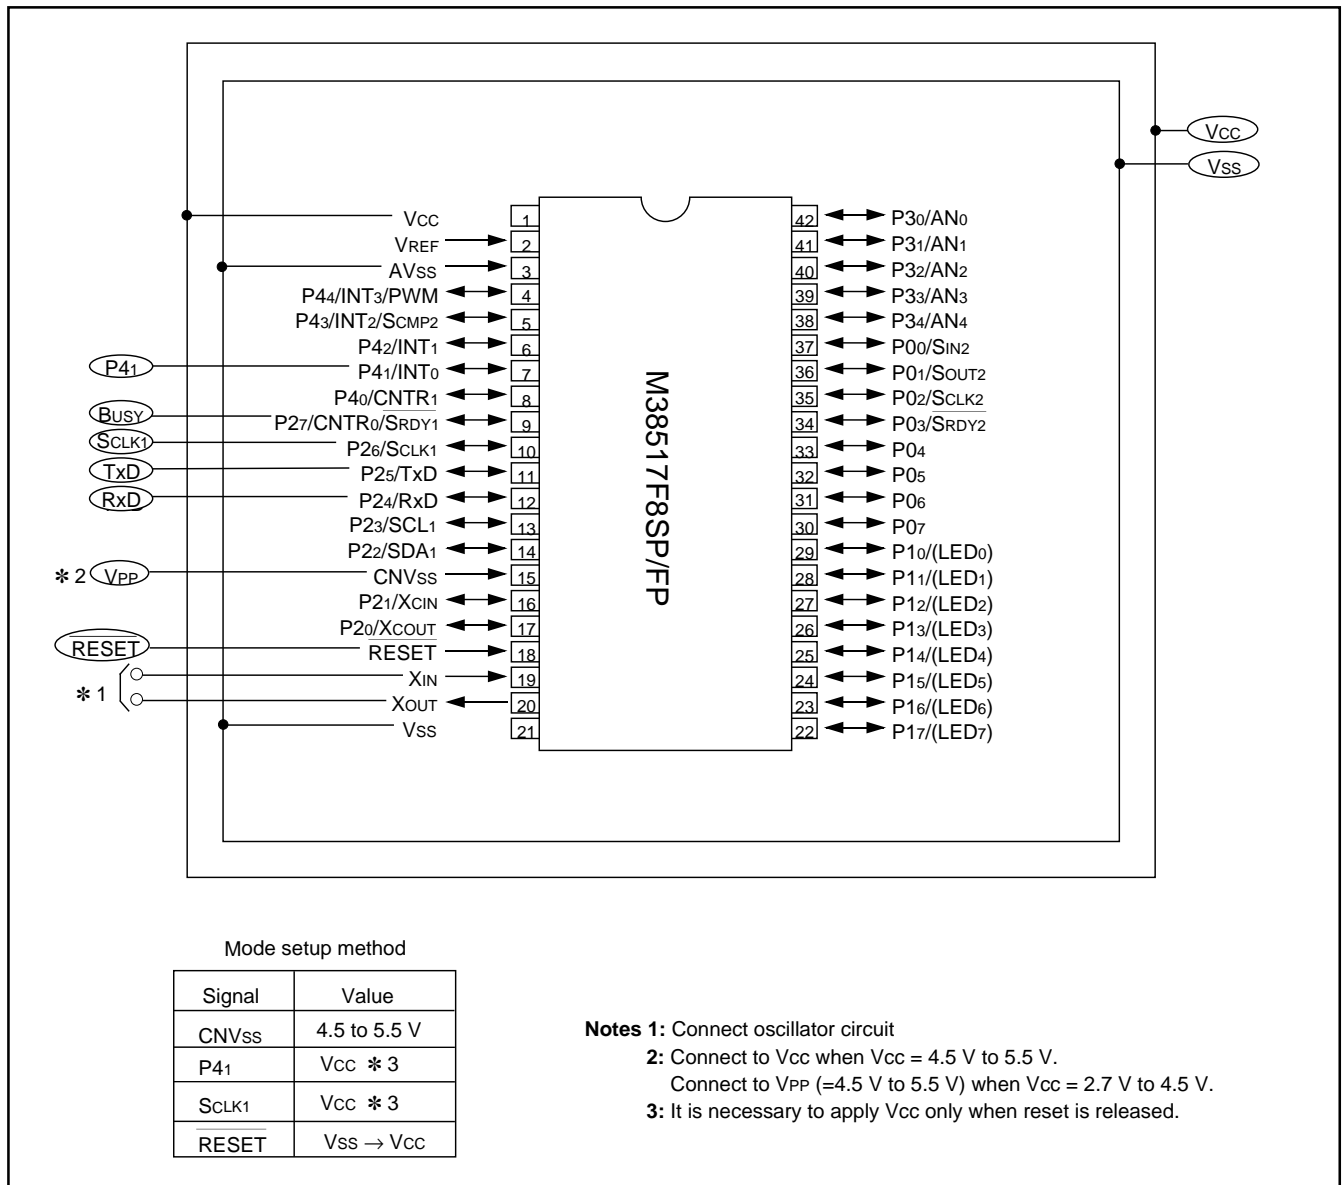 Vcc
Vss
Vcc 1 42 P30/AN0
VREF 2 41 P31/AN1
AVss 3 40 P32/AN2
P44/INT3/PWM 4 39 P33/AN3
P43/INT2/SCMP2 5 38 P34/AN4
P42/INT1 6 37 P00/SIN2
P41 P41/INT0 7 36 P01/SOUT2
P40/CNTR1 8 35 P02/SCLK2
BUSY P27/CNTR0/SRDY1 9 34 P03/SRDY2
SCLK1 P26/SCLK1 10 33 P04
TxD P25/TxD 11 32 P05
RxD P24/RxD 12 31 P06
P23/SCL1 13 30 P07
P22/SDA1 14 29 P10/(LED0)
✽2 VPP CNVss 15 28 P11/(LED1)
P21/XCIN 16 27 P12/(LED2)
P20/XCOUT 17 26 P13/(LED3)
RESET RESET 18 25 P14/(LED4)
✽1 XIN 19 24 P15/(LED5)
XOUT 20 23 P16/(LED6)
Vss 21 22 P17/(LED7)
M38517F8SP/FP
Mode setup method
Signal Value
CNVss 4.5 to 5.5 V
P41 Vcc ✽3
SCLK1 Vcc ✽3
RESET Vss → Vcc
Notes 1: Connect oscillator circuit
2: Connect to Vcc when Vcc = 4.5 V to 5.5 V.
Connect to VPP (=4.5 V to 5.5 V) when Vcc = 2.7 V to 4.5 V.
3: It is necessary to apply Vcc only when reset is released.